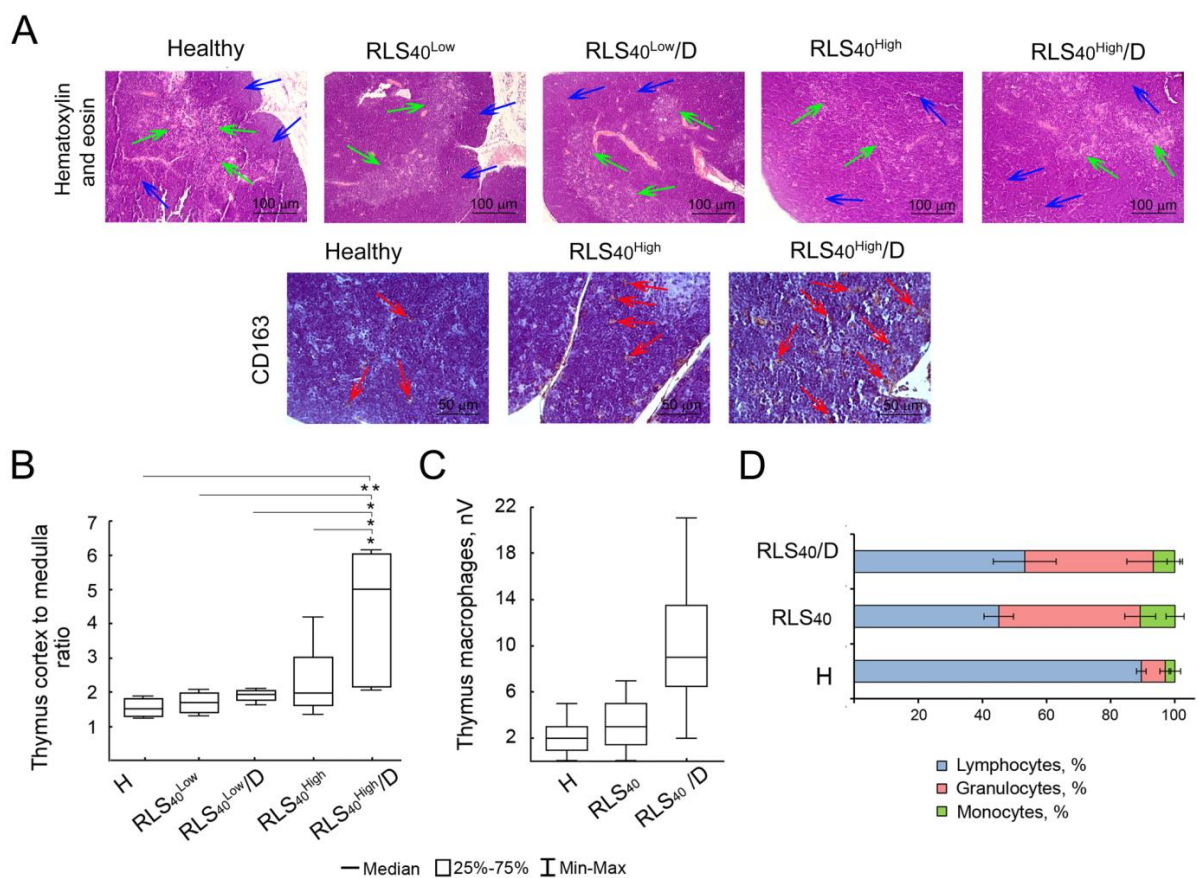 A
Healthy
RLS40Low
RLS40Low/D
RLS40High
RLS40High/D
Hematoxylin
and eosin
100 µm
100 µm
100 µm
100 µm
100 µm
Healthy
RLS40High
RLS40High/D
CD163
50 µm
50 µm
50 µm
B
Thymus cortex to medulla
ratio
7
6
5
4
3
2
1
**
*
*
*
H
RLS40Low
RLS40Low/D
RLS40High
RLS40High/D
C
Thymus macrophages, nV
22
18
14
10
6
2
H
RLS40
RLS40 /D
Median
25%-75%
Min-Max
D
RLS40/D
RLS40
H
20
40
60
80
100
Lymphocytes, %
Granulocytes, %
Monocytes, %